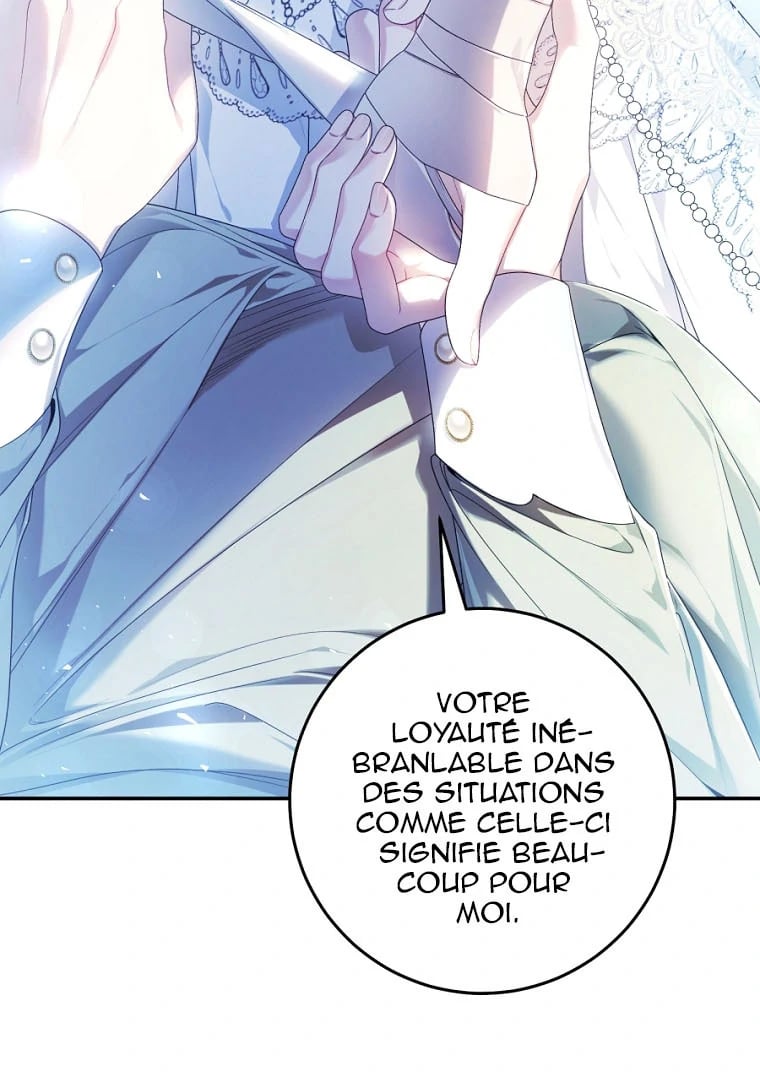 VOTRE
LOYAUTÉ INÉ-
BRANLABLE DANS
DES SITUATIONS
COMME CELLE-CI
SIGNIFIE BEAU-
COUP POUR
MOI.